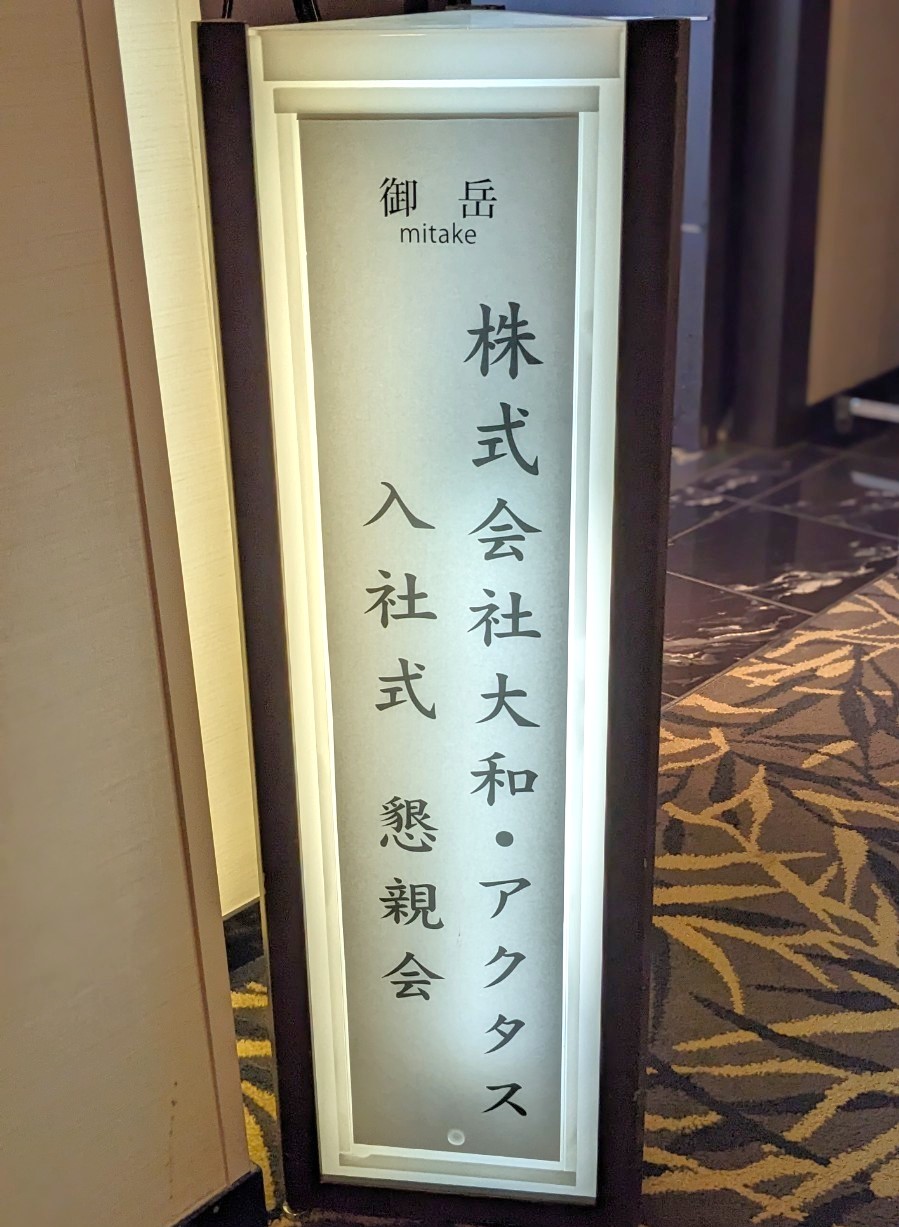 御 岳
mitake
株式会社大和・アクタス
入社式 懇親会